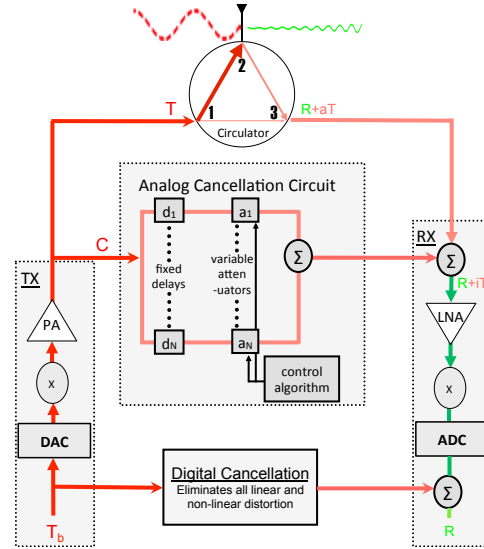 2
1
3
Circulator
T
R+aT
Analog Cancellation Circuit
d1
a1
C
fixed
delays
variable
atten
-uators
Σ
dN
aN
control
algorithm
TX
PA
x
DAC
Tb
RX
Σ
R+iT
LNA
x
ADC
Σ
R
Digital Cancellation
Eliminates all linear and
non-linear distortion